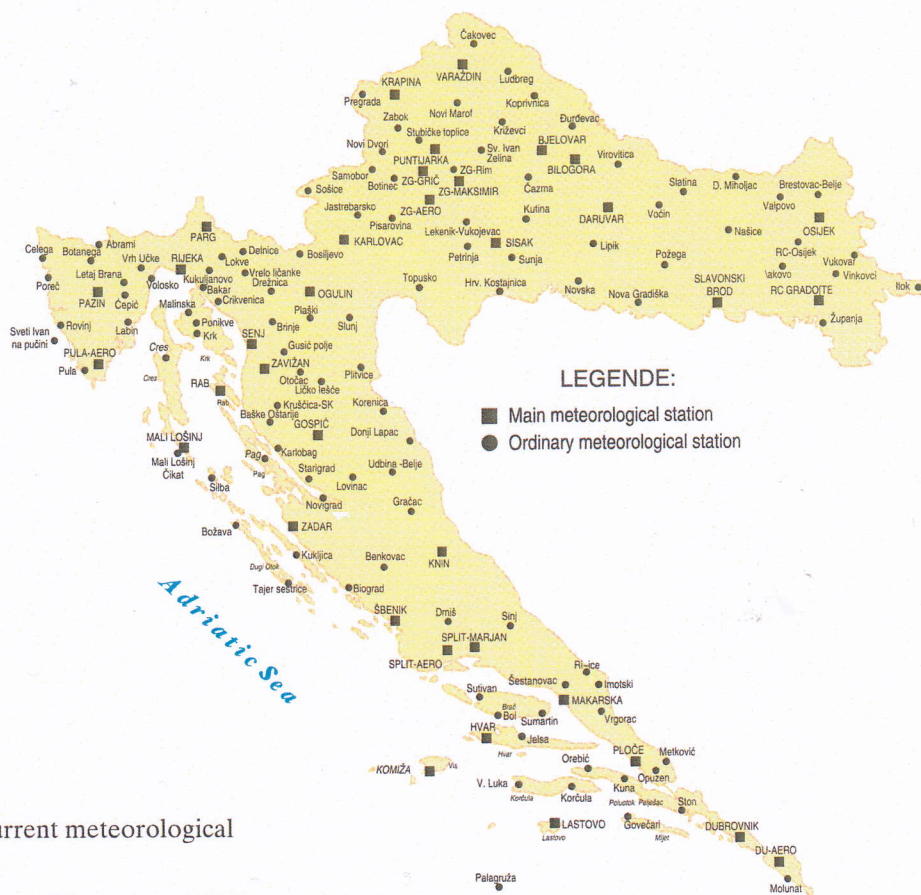 Čakovec
VARAŽDIN
Ludbreg
KRAPINA
Pregrada
Koprivnica
Novi Marof
Zabok
Križevci
Đurđevac
Stubičke toplice
Novi Dvori
PUNTIJARKA
Sv. Ivan
Zelina
BJELOVAR
BILOGORA
Virovitica
Samobor
Botinec
ZG-GRIČ
ZG-Rim
ZG-MAKSIMIR
Čazma
Slatina
D. Miholjac
Brestovac-Belje
Valpovo
Sošice
Jastrebarsko
ZG-AERO
Pisarovina
Kutina
DARUVAR
Voćin
OSIJEK
KARLOVAC
Lekenik-Vukojevac
SISAK
Petrinja
Sunja
Lipik
Našice
RC-Osijek
Vukovar
Požega
Vinkovci
RC GRADOITE
Ilok
Topusko
Hrv. Kostajnica
Novska
Nova Gradiška
SLAVONSKI
BROD
Županja
PARG
Delnice
Bosiljevo
Lokve
Vrelo ličanke
Drežnica
OGULIN
Celega
Botanega
Abrami
Vrh Učke
RIJEKA
Kukuljanovo
Bakar
Crikvenica
Letaj Brana
Poreč
PAZIN
Čepić
Volosko
Malinska
Ponikve
Krk
Krk
Rovinj
Labin
Sveti Ivan
na pučini
PULA-AERO
Pula
Cres
Cres
Brinje
Plaški
Slunj
SENJ
Gusić polje
ZAVIŽAN
Otočac
Ličko lešće
Plitvice
RAB
Rab
Kruščica-SK
Baške Oštarije
Korenica
GOSPIĆ
Donji Lapac
LEGENDE:
Main meteorological station
Ordinary meteorological station
MALI LOŠINJ
Mali Lošinj
Čikat
Silba
Pag
Pag
Karlobag
Starigrad
Lovinac
Udbina -Belje
Novigrad
Gračac
Božava
ZADAR
Kukljica
Benkovac
KNIN
Dugi Otok
Tajer sestrice
Biograd
Adriatic Sea
ŠBENIK
Drniš
Sinj
SPLIT-MARJAN
SPLIT-AERO
Ri-ice
Šestanovac
Imotski
Sutivan
MAKARSKA
Brač
Bol
Sumartin
Vrgorac
HVAR
Jelsa
Hvar
PLOČE
Metković
KOMIŽA
Vis
Orebić
Opuzen
V. Luka
Korčula
Korčula
Kuna
Ston
LASTOVO
Lastovo
Govečari
Mljet
DUBROVNIK
DU-AERO
Molunat
Palagruža
urrent meteorological